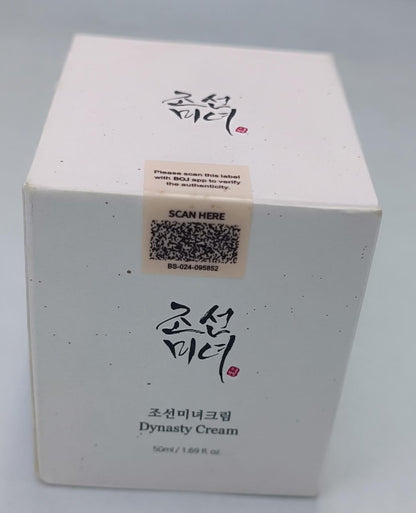 조선
미녀
Please scan this label
with BOJ app to verify
the authenticity.
SCAN HERE
BS-024-095852
조선
미녀
조선미녀크림
Dynasty Cream
50ml / 1.69 fl. oz.